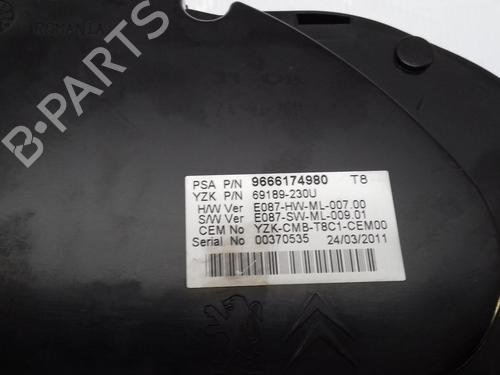 ROMANIA
PSA P/N 9666174980 T8
YZK P/N 69189-230U
H/W Ver E087-HW-ML-007.00
S/W Ver E087-SW-ML-009.01
CEM No YZK-CMB-T8C1-CEM00
Serial No 00370535 24/03/2011
B-PARTS